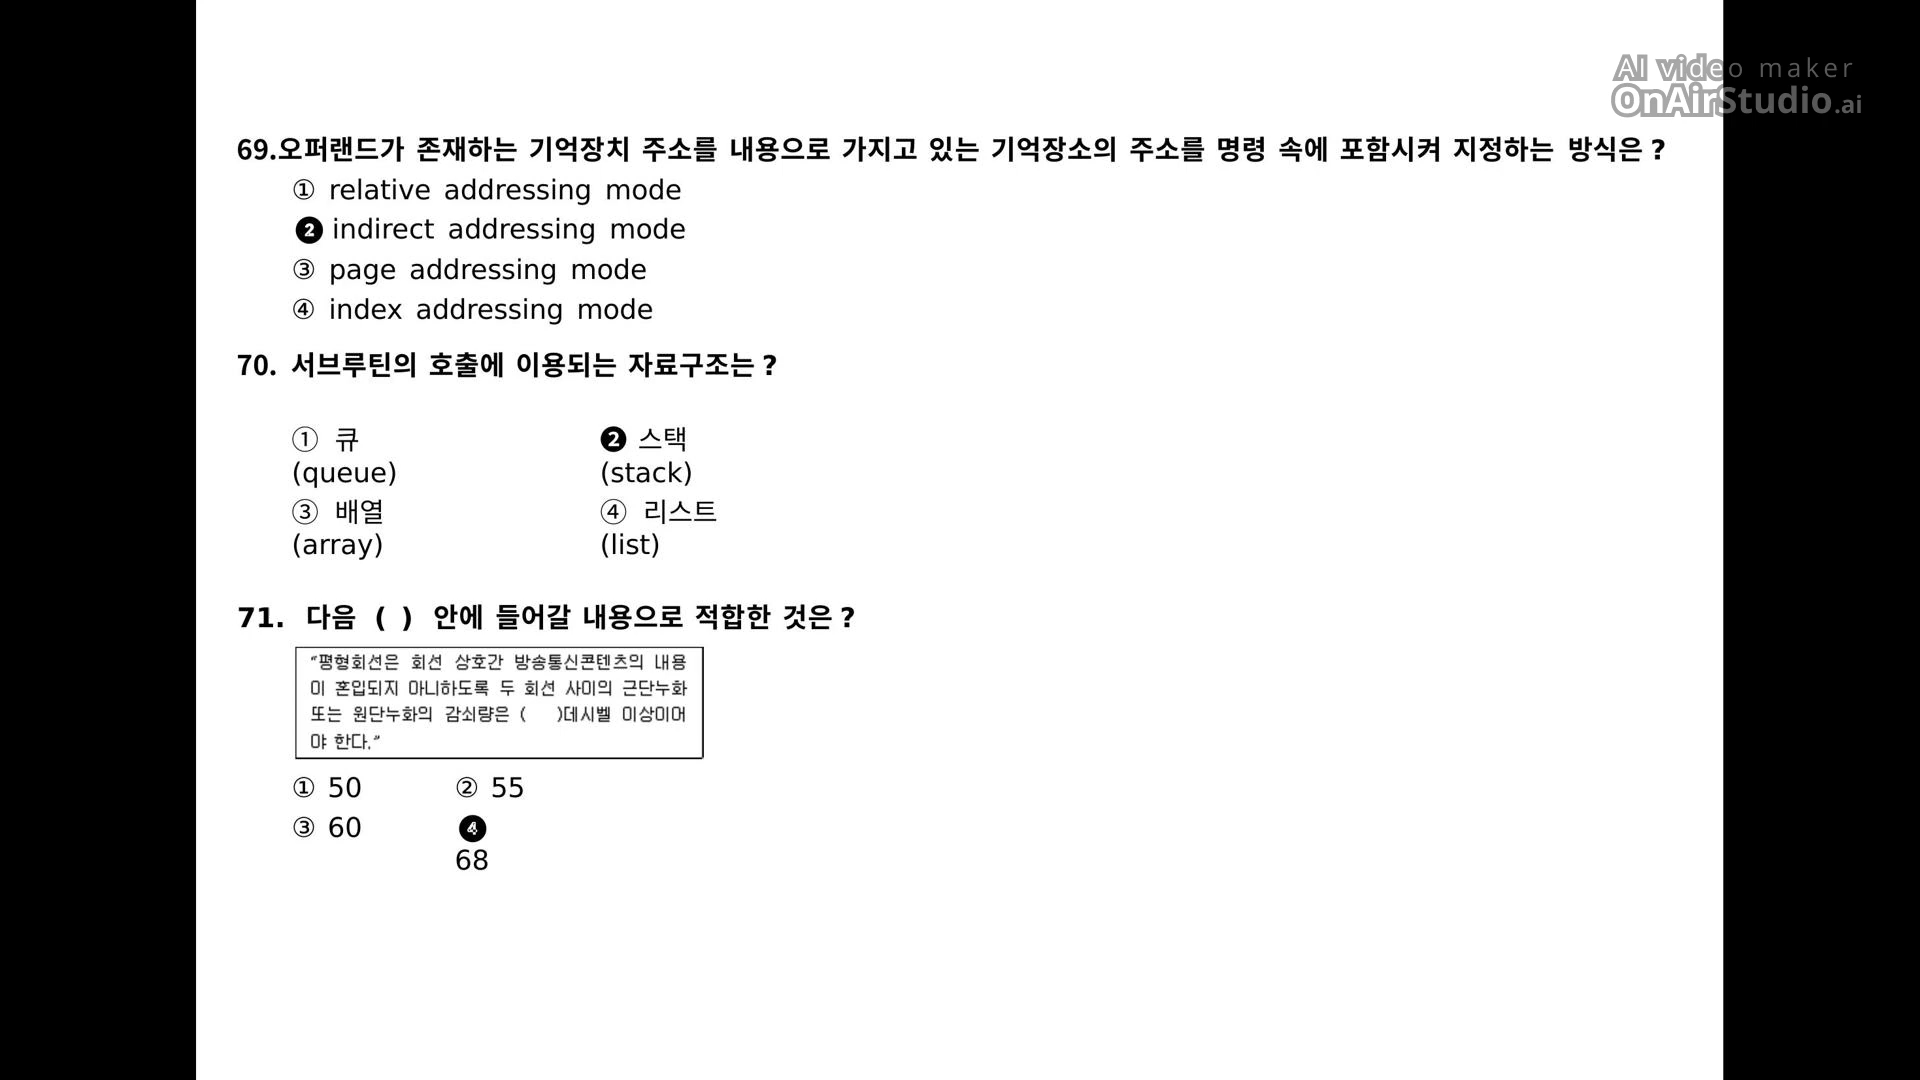 AI video maker
OnAirStudio.ai
69.오퍼랜드가 존재하는 기억장치 주소를 내용으로 가지고 있는 기억장소의 주소를 명령 속에 포함시켜 지정하는 방식은?
① relative addressing mode
❷ indirect addressing mode
③ page addressing mode
④ index addressing mode
70. 서브루틴의 호출에 이용되는 자료구조는?
① 큐 ❷ 스택
(queue) (stack)
③ 배열 ④ 리스트
(array) (list)
71. 다음 ( ) 안에 들어갈 내용으로 적합한 것은?
"평형회선은 회선 상호간 방송통신콘텐츠의 내용
이 혼입되지 아니하도록 두 회선 사이의 근단누화
또는 원단누화의 감쇠량은 ( )데시벨 이상이어
야 한다."
① 50 ② 55
③ 60 ❹
68